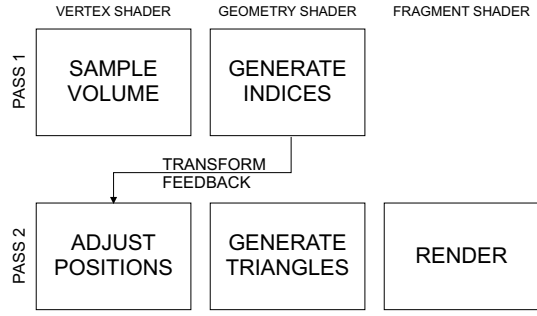 VERTEX SHADER
GEOMETRY SHADER
FRAGMENT SHADER
PASS 1
SAMPLE
VOLUME
GENERATE
INDICES
TRANSFORM
FEEDBACK
PASS 2
ADJUST
POSITIONS
GENERATE
TRIANGLES
RENDER